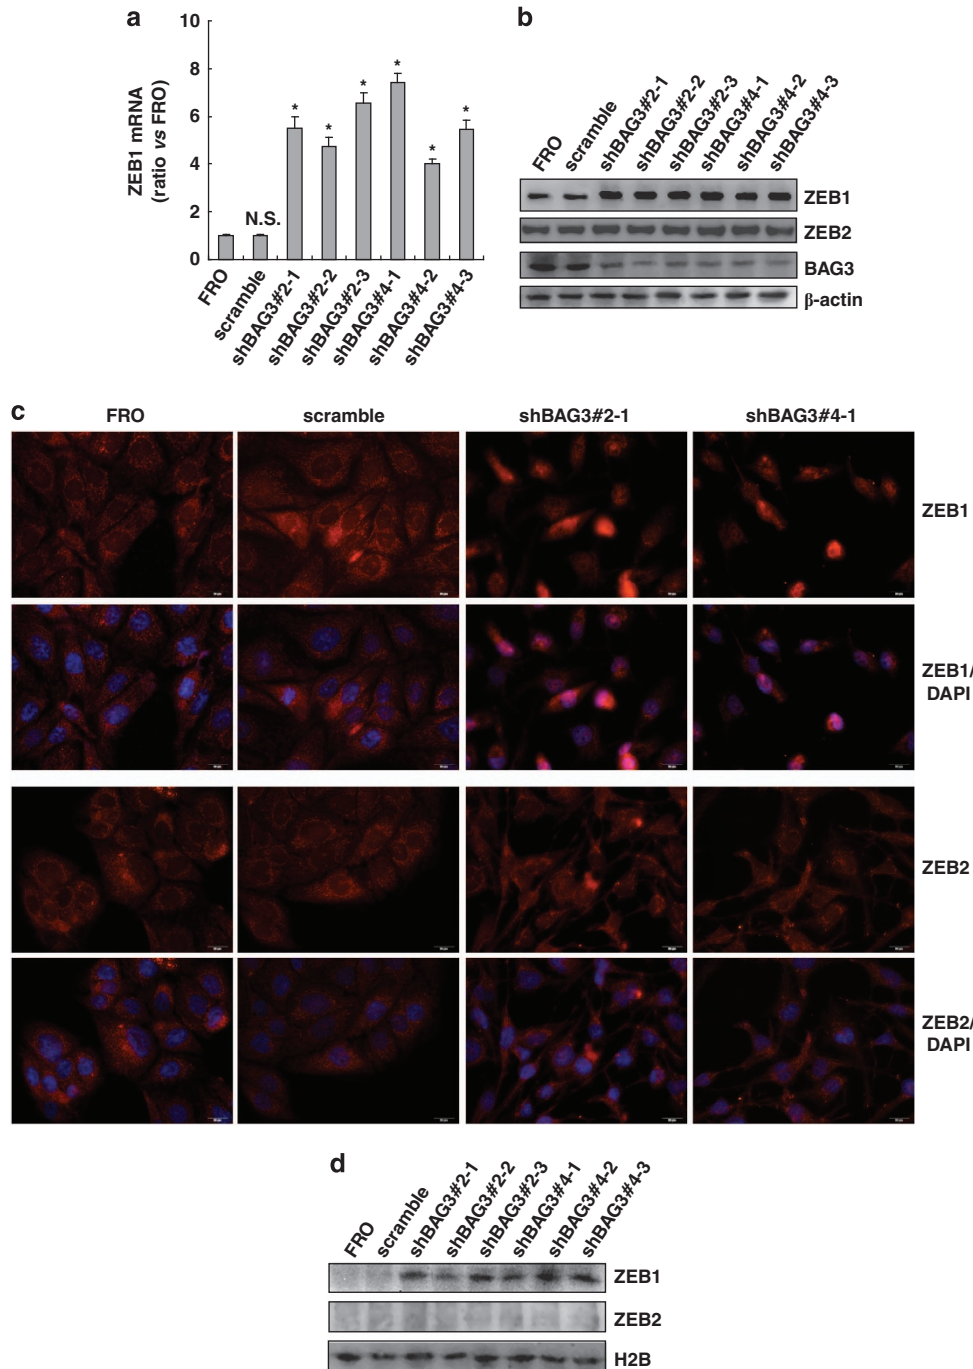 a
10
8
6
4
2
0
ZEB1 mRNA
(ratio vs FRO)
N.S.
*
*
*
*
*
*
FRO
scramble
shBAG3#2-1
shBAG3#2-2
shBAG3#2-3
shBAG3#4-1
shBAG3#4-2
shBAG3#4-3
b
FRO
scramble
shBAG3#2-1
shBAG3#2-2
shBAG3#2-3
shBAG3#4-1
shBAG3#4-2
shBAG3#4-3
ZEB1
ZEB2
BAG3
β-actin
c
FRO
scramble
shBAG3#2-1
shBAG3#4-1
ZEB1
ZEB1/
DAPI
ZEB2
ZEB2/
DAPI
d
FRO
scramble
shBAG3#2-1
shBAG3#2-2
shBAG3#2-3
shBAG3#4-1
shBAG3#4-2
shBAG3#4-3
ZEB1
ZEB2
H2B